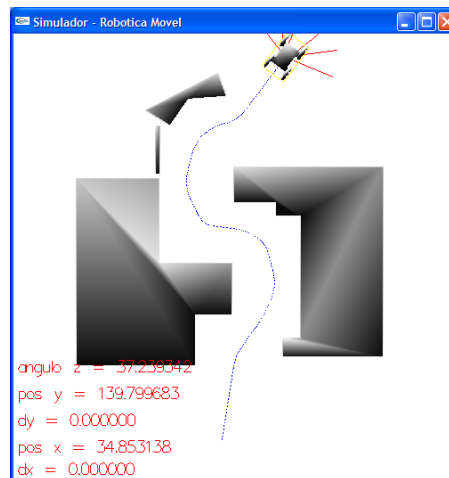 Simulador - Robotica Movel
angulo z = 37.239342
pos y = 139.799683
dy = 0.000000
pos x = 34.853138
dx = 0.000000